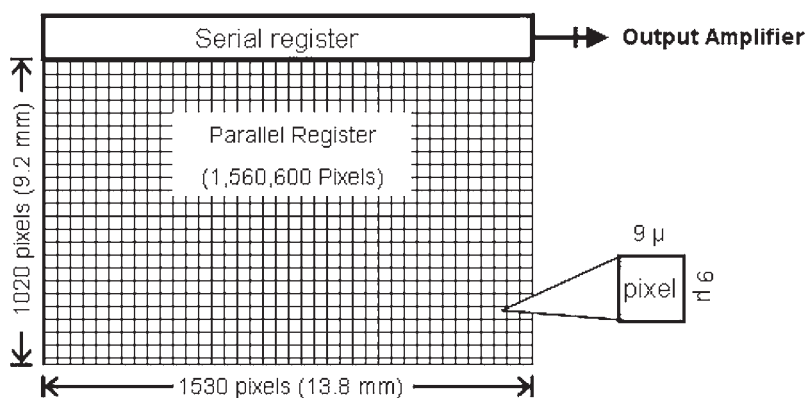 Serial register
Output Amplifier
Parallel Register
(1,560,600 Pixels)
1020 pixels (9.2 mm)
9 μ
pixel
9 μ
1530 pixels (13.8 mm)